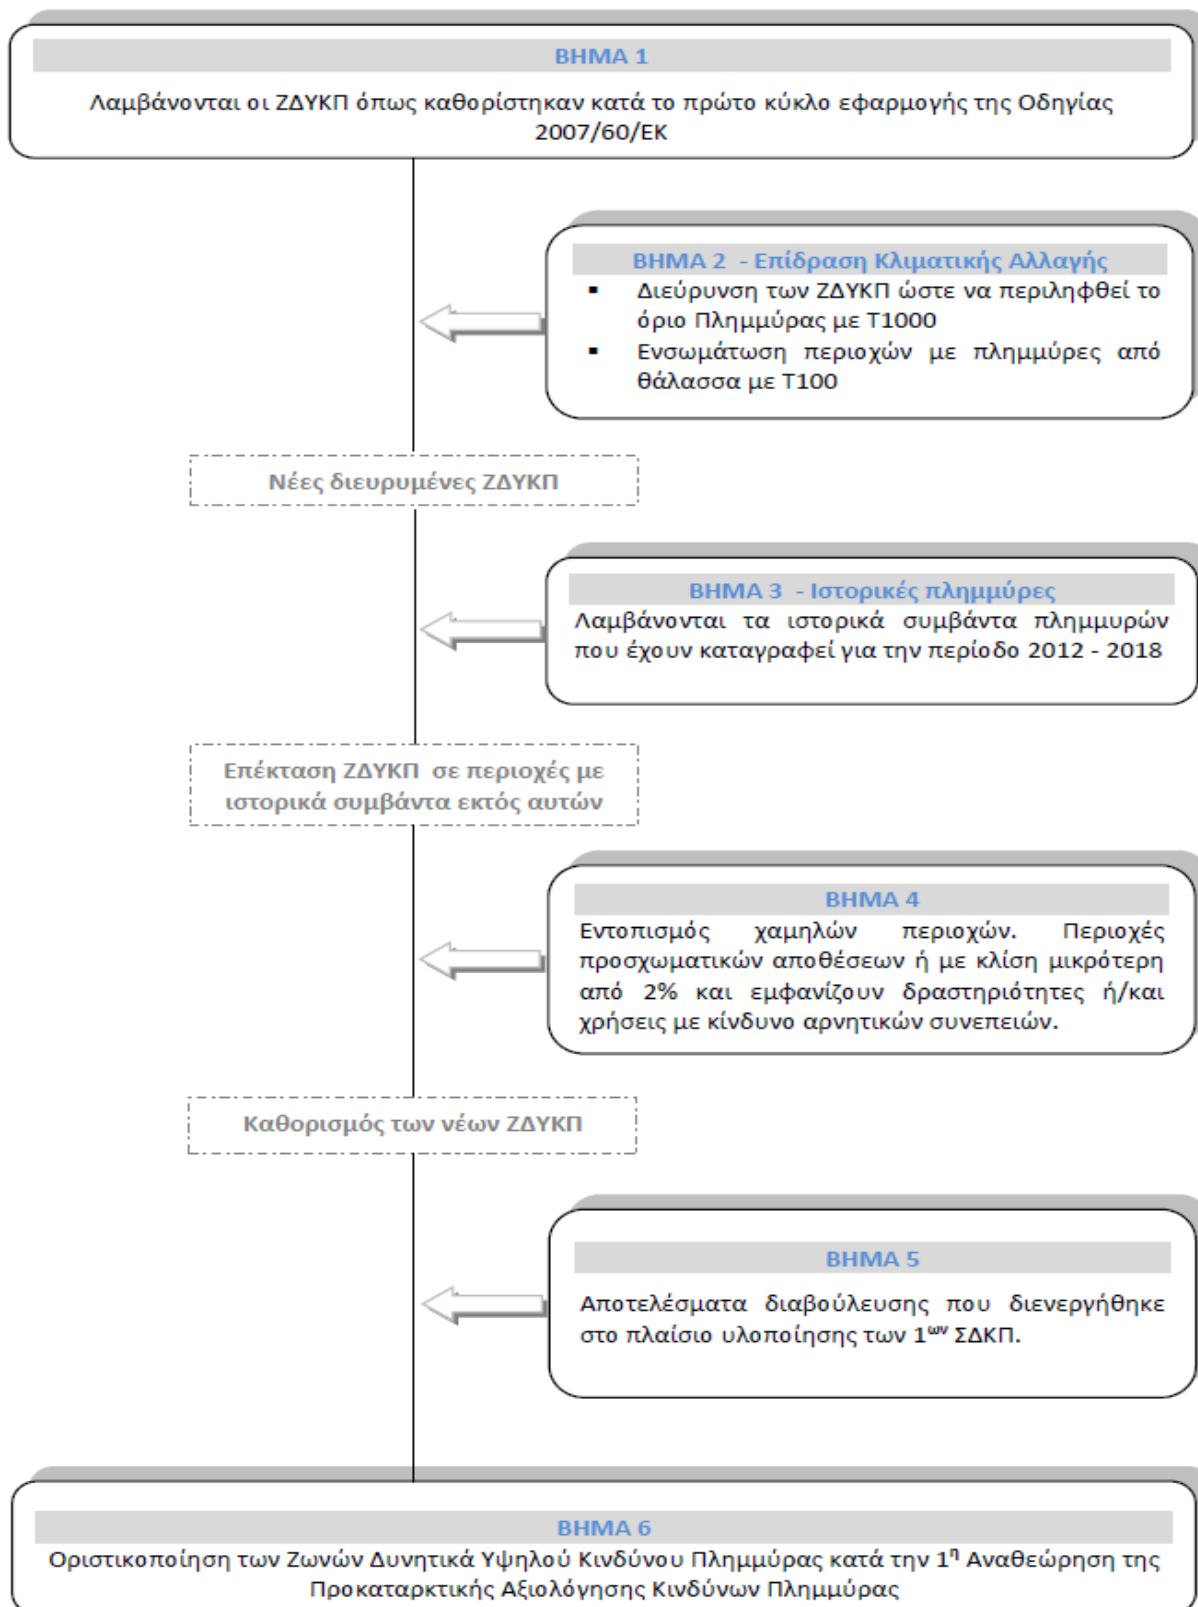 ΒΗΜΑ 1
Λαμβάνονται οι ΖΔΥΚΠ όπως καθορίστηκαν κατά το πρώτο κύκλο εφαρμογής της Οδηγίας
2007/60/ΕΚ
ΒΗΜΑ 2 - Επίδραση Κλιματικής Αλλαγής
▪ Διεύρυνση των ΖΔΥΚΠ ώστε να περιληφθεί το
όριο Πλημμύρας με Τ1000
▪ Ενσωμάτωση περιοχών με πλημμύρες από
θάλασσα με Τ100
Νέες διευρυμένες ΖΔΥΚΠ
ΒΗΜΑ 3 - Ιστορικές πλημμύρες
Λαμβάνονται τα ιστορικά συμβάντα πλημμυρών
που έχουν καταγραφεί για την περίοδο 2012 - 2018
Επέκταση ΖΔΥΚΠ σε περιοχές με
ιστορικά συμβάντα εκτός αυτών
ΒΗΜΑ 4
Εντοπισμός χαμηλών περιοχών. Περιοχές
προσχωματικών αποθέσεων ή με κλίση μικρότερη
από 2% και εμφανίζουν δραστηριότητες ή/και
χρήσεις με κίνδυνο αρνητικών συνεπειών.
Καθορισμός των νέων ΖΔΥΚΠ
ΒΗΜΑ 5
Αποτελέσματα διαβούλευσης που διενεργήθηκε
στο πλαίσιο υλοποίησης των 1ων ΣΔΚΠ.
ΒΗΜΑ 6
Οριστικοποίηση των Ζωνών Δυνητικά Υψηλού Κινδύνου Πλημμύρας κατά την 1η Αναθεώρηση της
Προκαταρκτικής Αξιολόγησης Κινδύνων Πλημμύρας